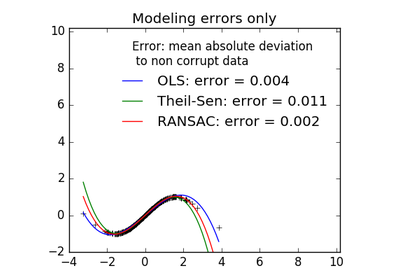 Modeling errors only
10
8
6
4
2
0
−2
Error: mean absolute deviation
to non corrupt data
OLS: error = 0.004
Theil-Sen: error = 0.011
RANSAC: error = 0.002
−4 −2 0 2 4 6 8 10